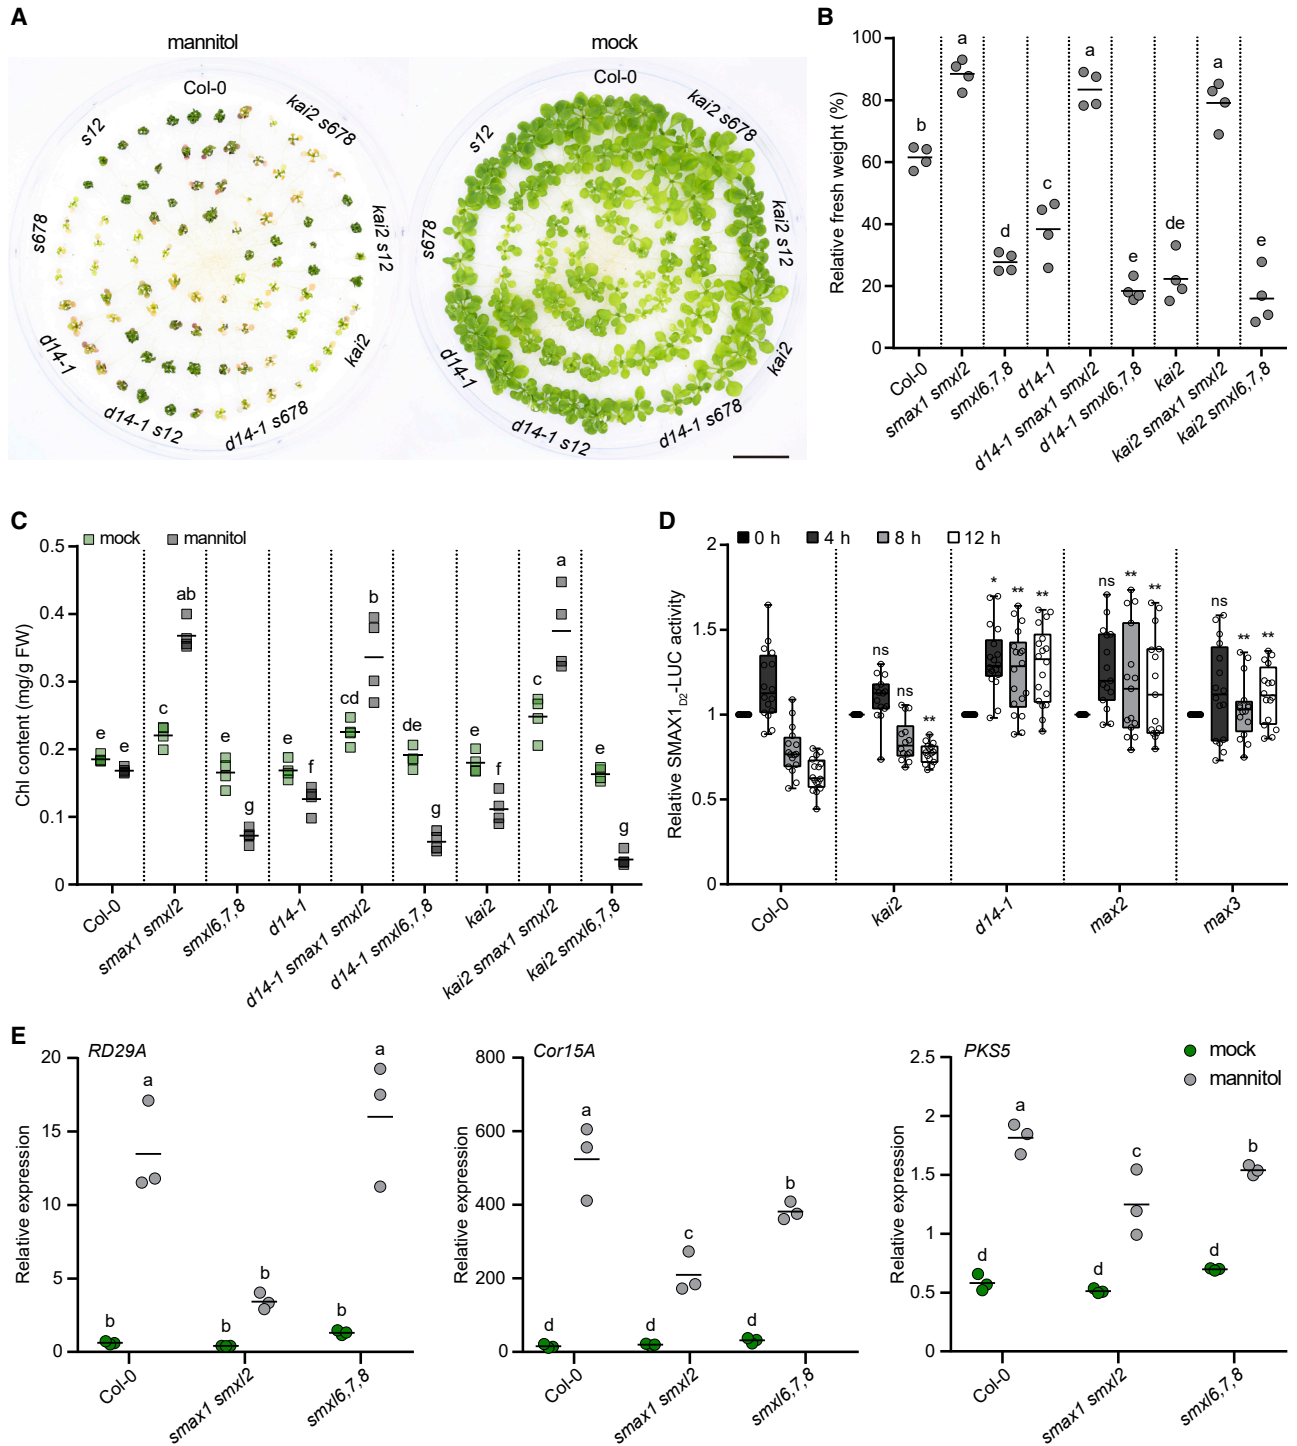 A
mannitol
mock
Col-0
kai2 s678
kai2 s12
kai2
d14-1 s678
d14-1 s12
d14-1
s678
s12
Col-0
kai2 s678
kai2 s12
kai2
d14-1 s678
d14-1 s12
d14-1
s678
s12
B
Relative fresh weight (%)
100
80
60
40
20
0
b
a
d
c
a
e
de
a
e
Col-0
smax1 smxl2
smxl6,7,8
d14-1
d14-1 smax1 smxl2
d14-1 smxl6,7,8
kai2
kai2 smax1 smxl2
kai2 smxl6,7,8
C
mock
mannitol
Chl content (mg/g FW)
0.5
0.4
0.3
0.2
0.1
0
e
e
c
ab
e
g
e
f
cd
b
de
g
e
f
c
a
e
g
Col-0
smax1 smxl2
smxl6,7,8
d14-1
d14-1 smax1 smxl2
d14-1 smxl6,7,8
kai2
kai2 smax1 smxl2
kai2 smxl6,7,8
D
0 h
4 h
8 h
12 h
Relative SMAX1D2-LUC activity
2
1.5
1
0.5
0
ns
ns
**
*
**
**
ns
**
**
ns
**
**
Col-0
kai2
d14-1
max2
max3
E
RD29A
Relative expression
20
15
10
5
0
b
a
b
b
b
a
Col-0
smax1 smxl2
smxl6,7,8
Cor15A
Relative expression
800
600
400
200
0
d
a
d
c
d
b
Col-0
smax1 smxl2
smxl6,7,8
PKS5
mock
mannitol
Relative expression
2.5
2
1.5
1
0.5
0
d
a
d
c
d
b
Col-0
smax1 smxl2
smxl6,7,8